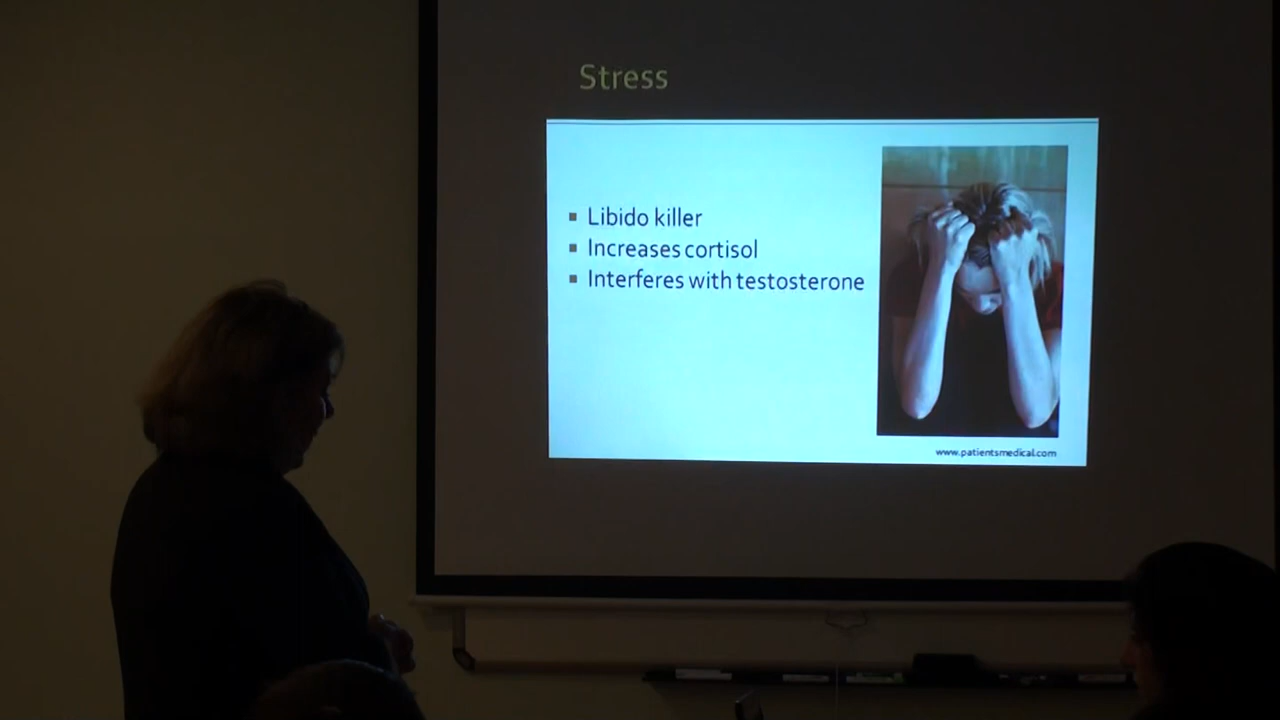 Stress
▪ Libido killer
▪ Increases cortisol
▪ Interferes with testosterone
www.patientsmedical.com